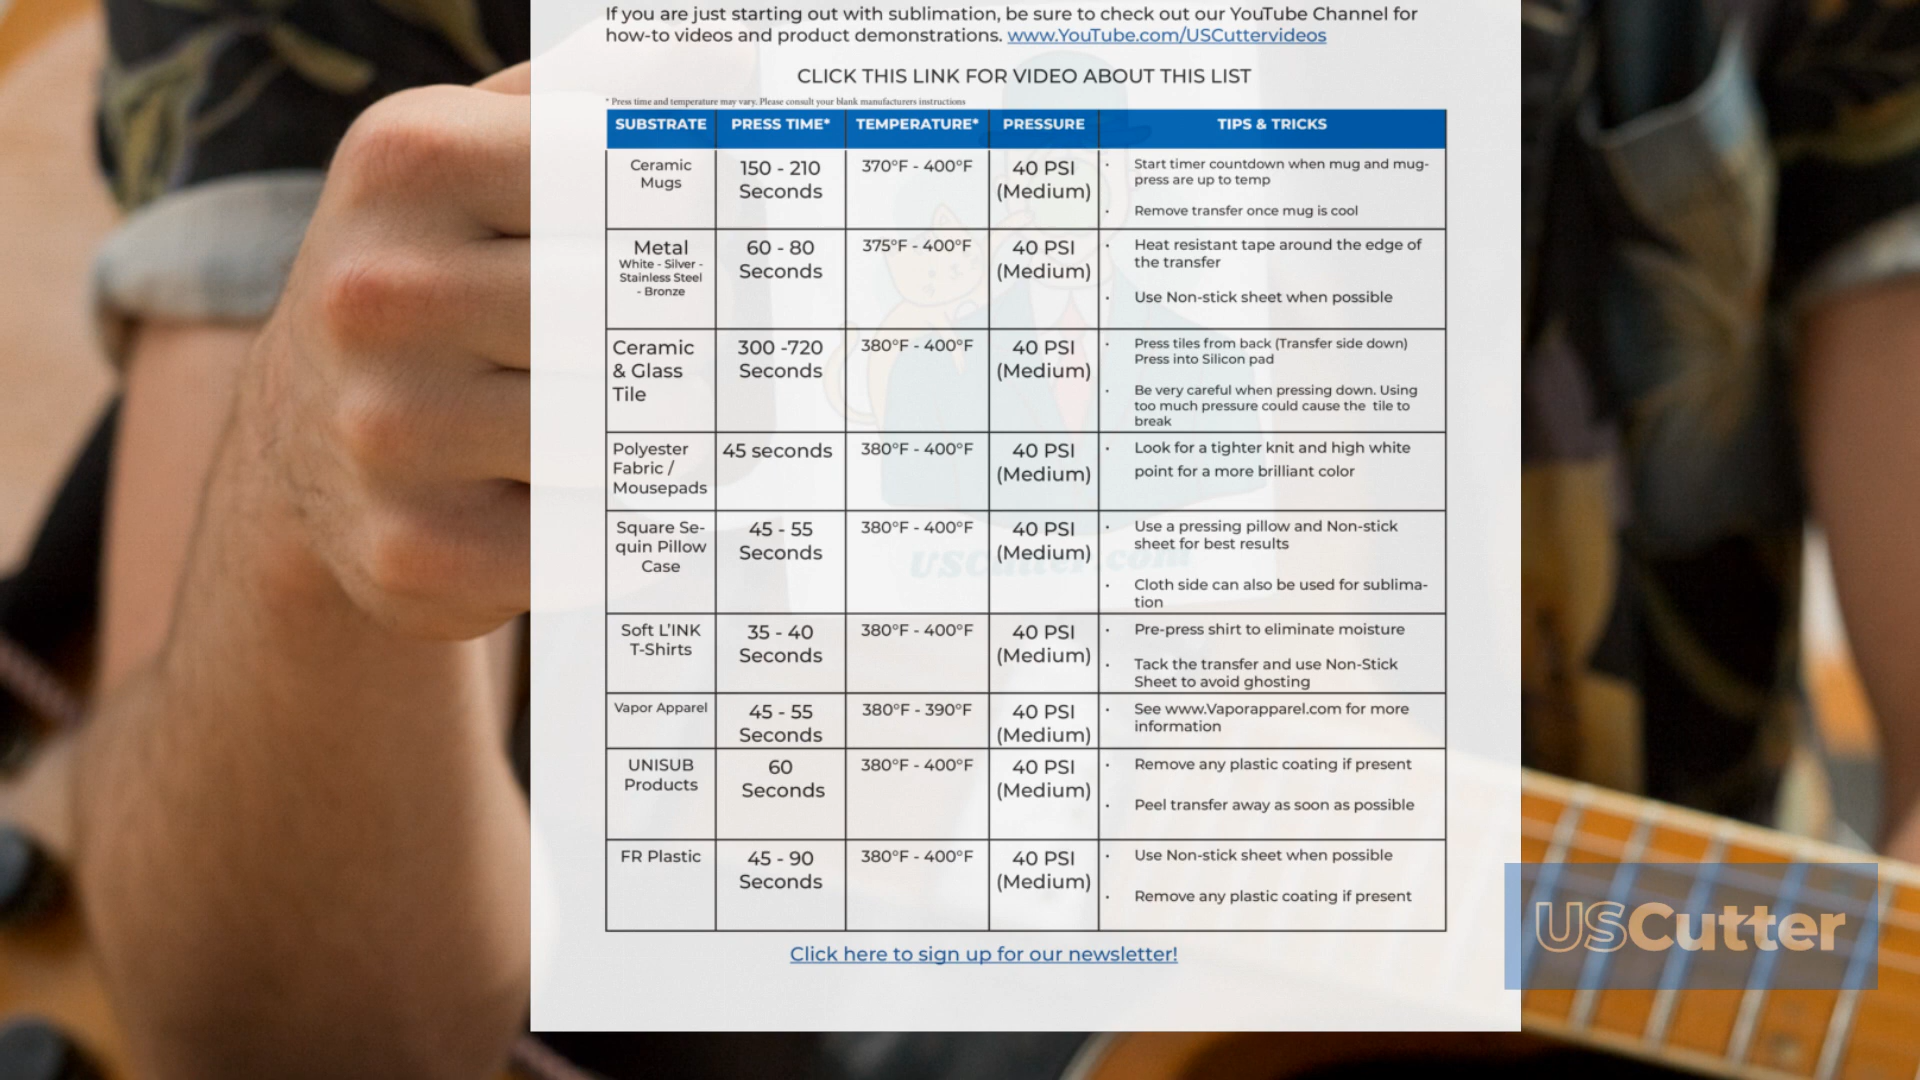 If you are just starting out with sublimation, be sure to check out our YouTube Channel for
how-to videos and product demonstrations. www.YouTube.com/USCuttervideos
CLICK THIS LINK FOR VIDEO ABOUT THIS LIST
* Press time and temperature may vary. Please consult your blank manufacturers instructions
SUBSTRATE PRESS TIME* TEMPERATURE* PRESSURE TIPS & TRICKS
Ceramic
Mugs
150 - 210
Seconds
370°F - 400°F
40 PSI
(Medium)
· Start timer countdown when mug and mug-
press are up to temp
· Remove transfer once mug is cool
Metal
White - Silver -
Stainless Steel
- Bronze
60 - 80
Seconds
375°F - 400°F
40 PSI
(Medium)
· Heat resistant tape around the edge of
the transfer
· Use Non-stick sheet when possible
Ceramic
& Glass
Tile
300 -720
Seconds
380°F - 400°F
40 PSI
(Medium)
· Press tiles from back (Transfer side down)
Press into Silicon pad
· Be very careful when pressing down. Using
too much pressure could cause the tile to
break
Polyester
Fabric /
Mousepads
45 seconds
380°F - 400°F
40 PSI
(Medium)
· Look for a tighter knit and high white
point for a more brilliant color
Square Se-
quin Pillow
Case
45 - 55
Seconds
380°F - 400°F
40 PSI
(Medium)
· Use a pressing pillow and Non-stick
sheet for best results
· Cloth side can also be used for sublima-
tion
Soft L'INK
T-Shirts
35 - 40
Seconds
380°F - 400°F
40 PSI
(Medium)
· Pre-press shirt to eliminate moisture
· Tack the transfer and use Non-Stick
Sheet to avoid ghosting
Vapor Apparel
45 - 55
Seconds
380°F - 390°F
40 PSI
(Medium)
· See www.Vaporapparel.com for more
information
UNISUB
Products
60
Seconds
380°F - 400°F
40 PSI
(Medium)
· Remove any plastic coating if present
· Peel transfer away as soon as possible
FR Plastic
45 - 90
Seconds
380°F - 400°F
40 PSI
(Medium)
· Use Non-stick sheet when possible
· Remove any plastic coating if present
Click here to sign up for our newsletter!
USCutter.com
USCutter